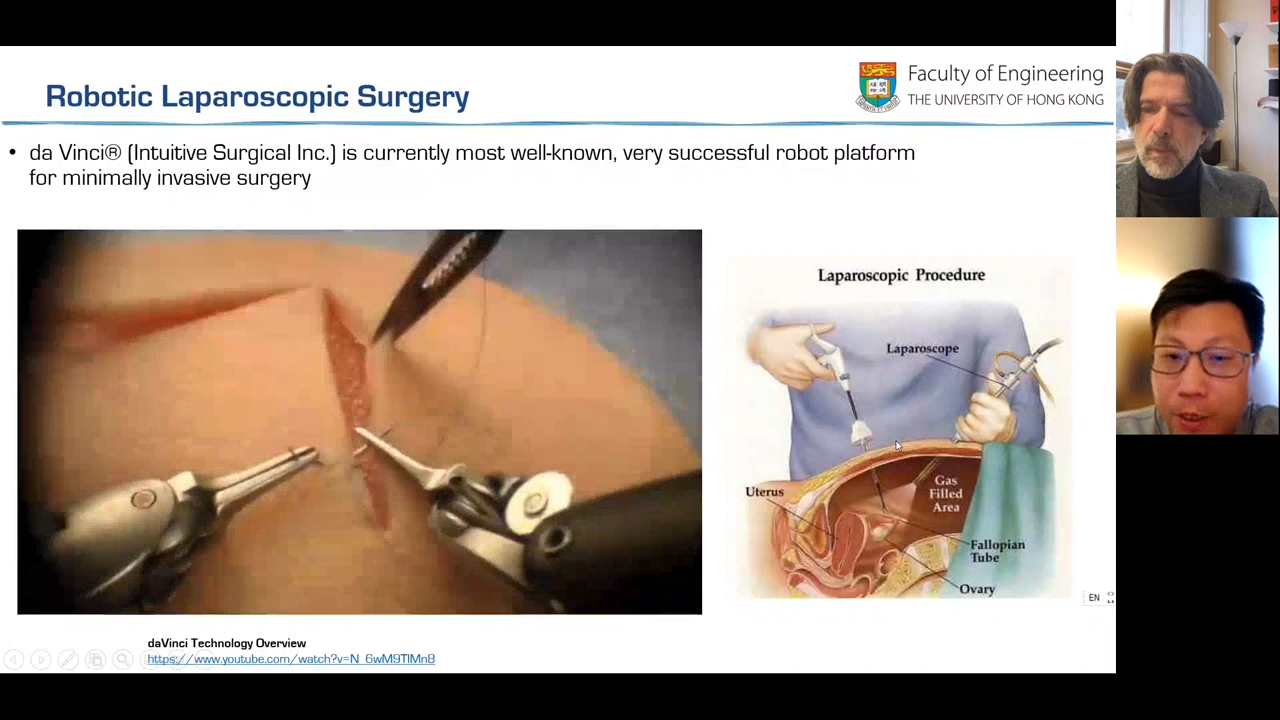 Robotic Laparoscopic Surgery
Faculty of Engineering
THE UNIVERSITY OF HONG KONG
• da Vinci® (Intuitive Surgical Inc.) is currently most well-known, very successful robot platform
for minimally invasive surgery
Laparoscopic Procedure
Laparoscope
Uterus
Gas
Filled
Area
Fallopian
Tube
Ovary
EN
daVinci Technology Overview
https://www.youtube.com/watch?v=N_6wM9TlMn8